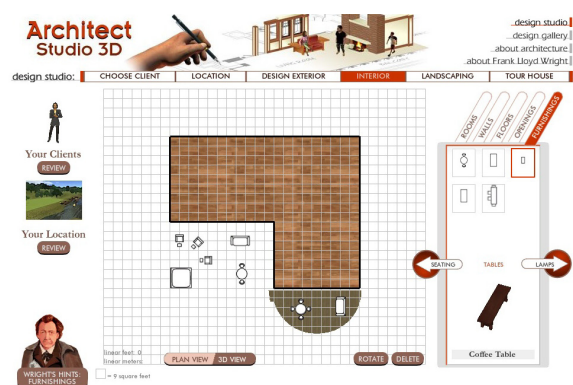 Architect
Studio 3D
design studio
design gallery
about architecture
about Frank Lloyd Wright
design studio:
CHOOSE CLIENT
LOCATION
DESIGN EXTERIOR
INTERIOR
LANDSCAPING
TOUR HOUSE
ROOMS
WALLS
FLOORS
OPENINGS
FURNISHINGS
Your Clients
REVIEW
Your Location
REVIEW
SEATING
TABLES
LAMPS
Coffee Table
linear feet: 0
linear meters:
PLAN VIEW
3D VIEW
ROTATE
DELETE
WRIGHT'S HINTS:
FURNISHINGS
= 9 square feet